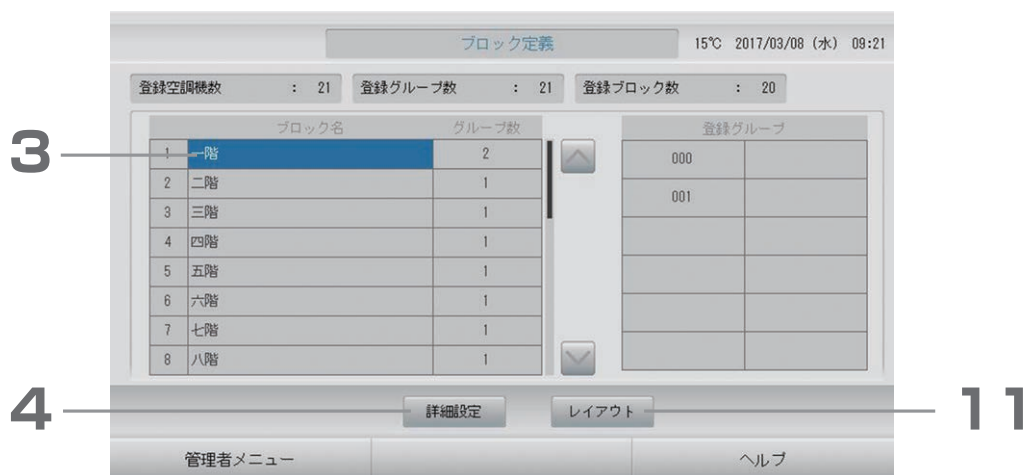 ブロック定義 15℃ 2017/03/08 (水) 09:21
登録空調機数 : 21 登録グループ数 : 21 登録ブロック数 : 20
ブロック名 グループ数 登録グループ
3 1 一階 2 000
2 二階 1 001
3 三階 1
4 四階 1
5 五階 1
6 六階 1
7 七階 1
8 八階 1
4 詳細設定 レイアウト 11
管理者メニュー ヘルプ